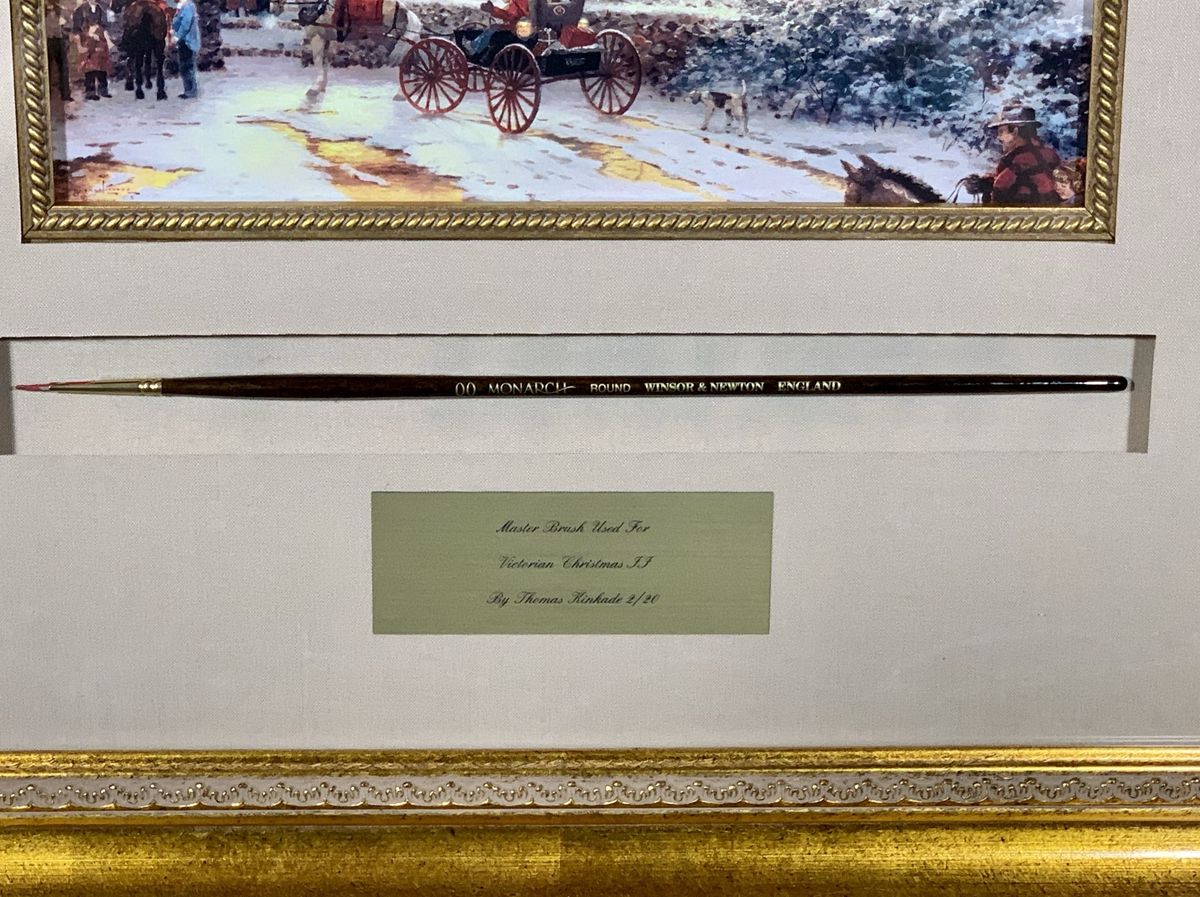 00 MONARCH ROUND WINSOR & NEWTON ENGLAND
Master Brush Used For
Victorian Christmas II
By Thomas Kinkade 2/20